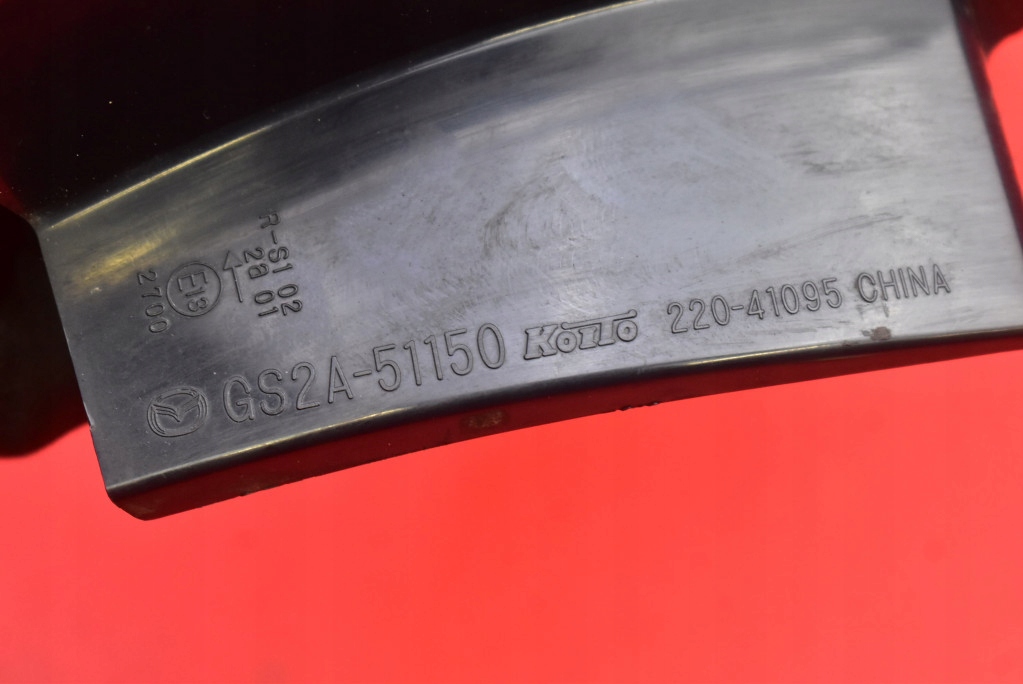 R-S1 02
2a 01
E13
2700
GS2A-51150 KOITO 220-41095 CHINA